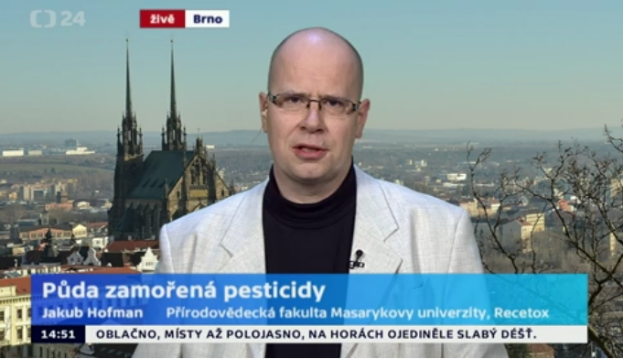 24
živě Brno
Půda zamořená pesticidy
Jakub Hofman Přírodovědecká fakulta Masarykovy univerzity, Recetox
14:51 OBLAČNO, MÍSTY AŽ POLOJASNO, NA HORÁCH OJEDINĚLE SLABÝ DÉŠŤ.